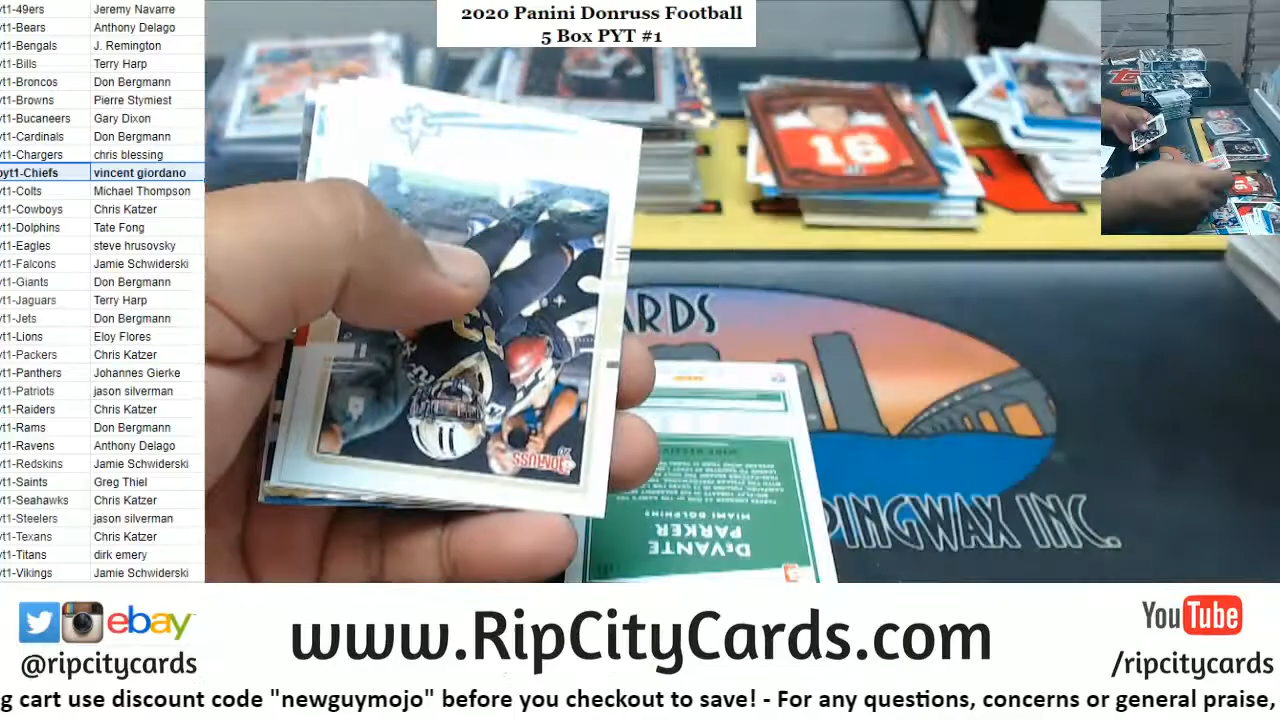 2020 Panini Donruss Football
5 Box PYT #1
yt1-49ers Jeremy Navarre
yt1-Bears Anthony Delago
yt1-Bengals J. Remington
yt1-Bills Terry Harp
yt1-Broncos Don Bergmann
yt1-Browns Pierre Stymiest
yt1-Bucaneers Gary Dixon
yt1-Cardinals Don Bergmann
yt1-Chargers chris blessing
pyt1-Chiefs vincent giordano
yt1-Colts Michael Thompson
yt1-Cowboys Chris Katzer
yt1-Dolphins Tate Fong
yt1-Eagles steve hrusovsky
yt1-Falcons Jamie Schwiderski
yt1-Giants Don Bergmann
yt1-Jaguars Terry Harp
yt1-Jets Don Bergmann
yt1-Lions Eloy Flores
yt1-Packers Chris Katzer
yt1-Panthers Johannes Gierke
yt1-Patriots jason silverman
yt1-Raiders Chris Katzer
yt1-Rams Don Bergmann
yt1-Ravens Anthony Delago
yt1-Redskins Jamie Schwiderski
yt1-Saints Greg Thiel
yt1-Seahawks Chris Katzer
yt1-Steelers jason silverman
yt1-Texans Chris Katzer
yt1-Titans dirk emery
yt1-Vikings Jamie Schwiderski
16
ARDS
DONRUSS
DINGWAX INC.
MIAMI DOLPHINS
DeVANTE
PARKER
ebay
@ripcitycards
www.RipCityCards.com
YouTube
/ripcitycards
g cart use discount code "newguymojo" before you checkout to save! - For any questions, concerns or general praise,